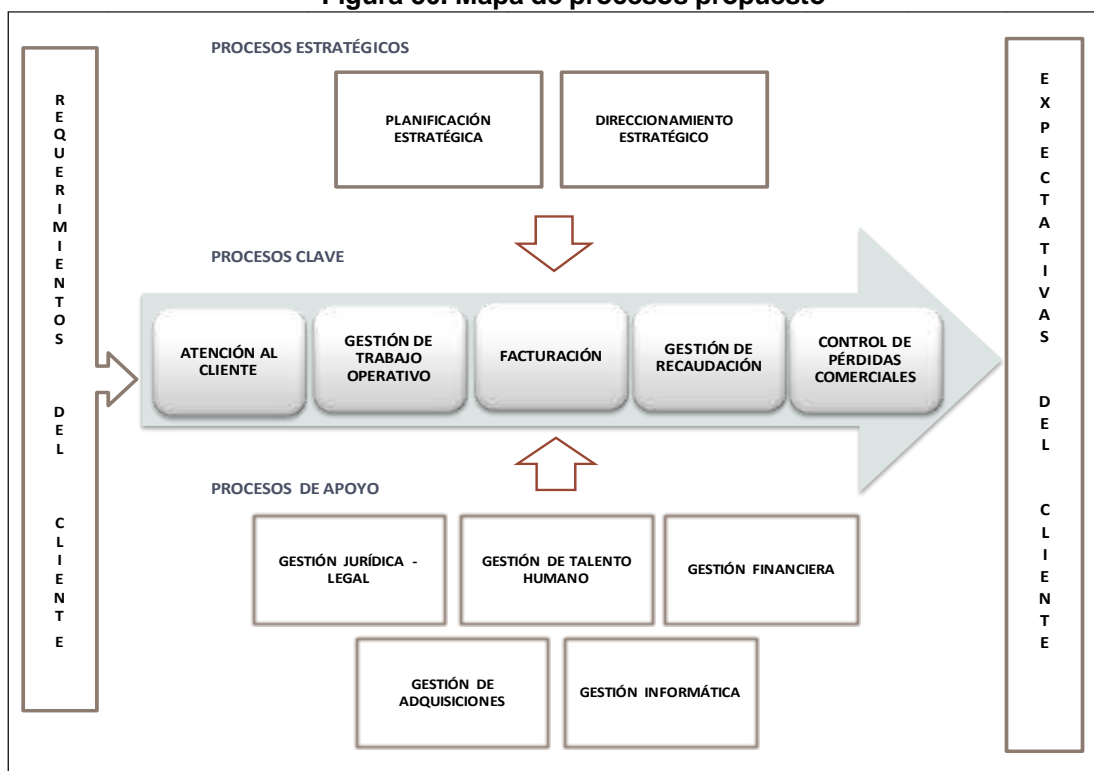 Mapa de procesos propuesto
PROCESOS ESTRATÉGICOS
REQUERIMIENTOS DEL CLIENTE
PLANIFICACIÓN
ESTRATÉGICA
DIRECCIONAMIENTO
ESTRATÉGICO
PROCESOS CLAVE
ATENCIÓN AL
CLIENTE
GESTIÓN DE
TRABAJO
OPERATIVO
FACTURACIÓN
GESTIÓN DE
RECAUDACIÓN
CONTROL DE
PÉRDIDAS
COMERCIALES
PROCESOS DE APOYO
GESTIÓN JURÍDICA -
LEGAL
GESTIÓN DE TALENTO
HUMANO
GESTIÓN FINANCIERA
GESTIÓN DE
ADQUISICIONES
GESTIÓN INFORMÁTICA
EXPECTATIVAS DEL CLIENTE